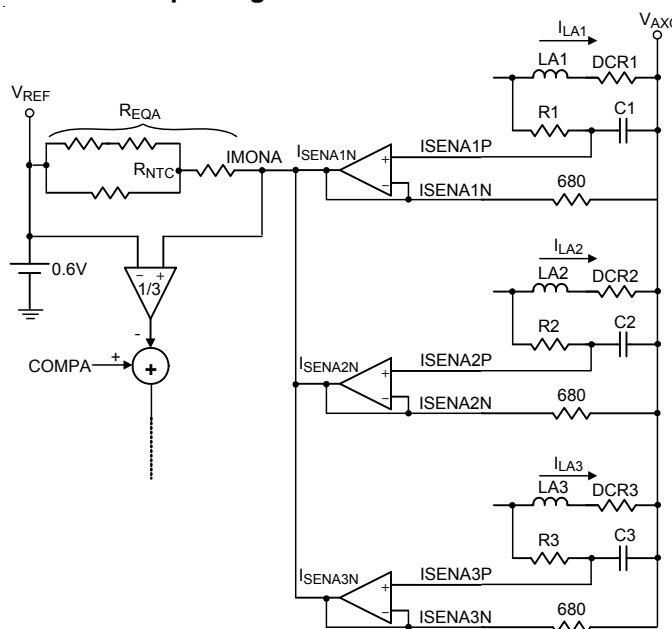 I_LA1
V_AXG
LA1
DCR1
R1
C1
V_REF
R_EQA
R_NTC
IMONA
I_SENA1N
+
−
ISENA1P
ISENA1N
680
0.6V
− +
1/3
-
COMPA
+
+
I_LA2
LA2
DCR2
R2
C2
I_SENA2N
+
−
ISENA2P
ISENA2N
680
I_LA3
LA3
DCR3
R3
C3
I_SENA3N
+
−
ISENA3P
ISENA3N
680